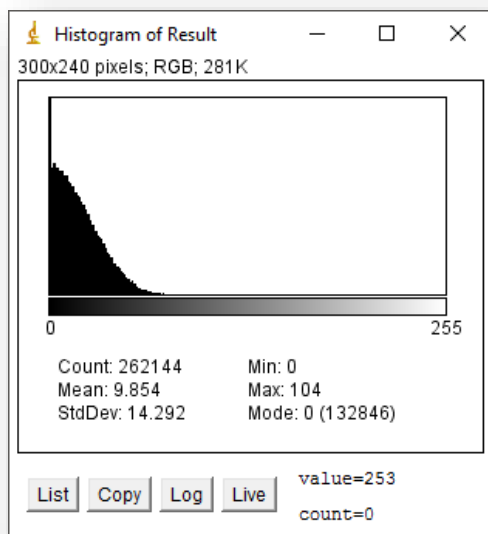 Histogram of Result
300x240 pixels; RGB; 281K
0 255
Count: 262144 Min: 0
Mean: 9.854 Max: 104
StdDev: 14.292 Mode: 0 (132846)
List Copy Log Live value=253
count=0